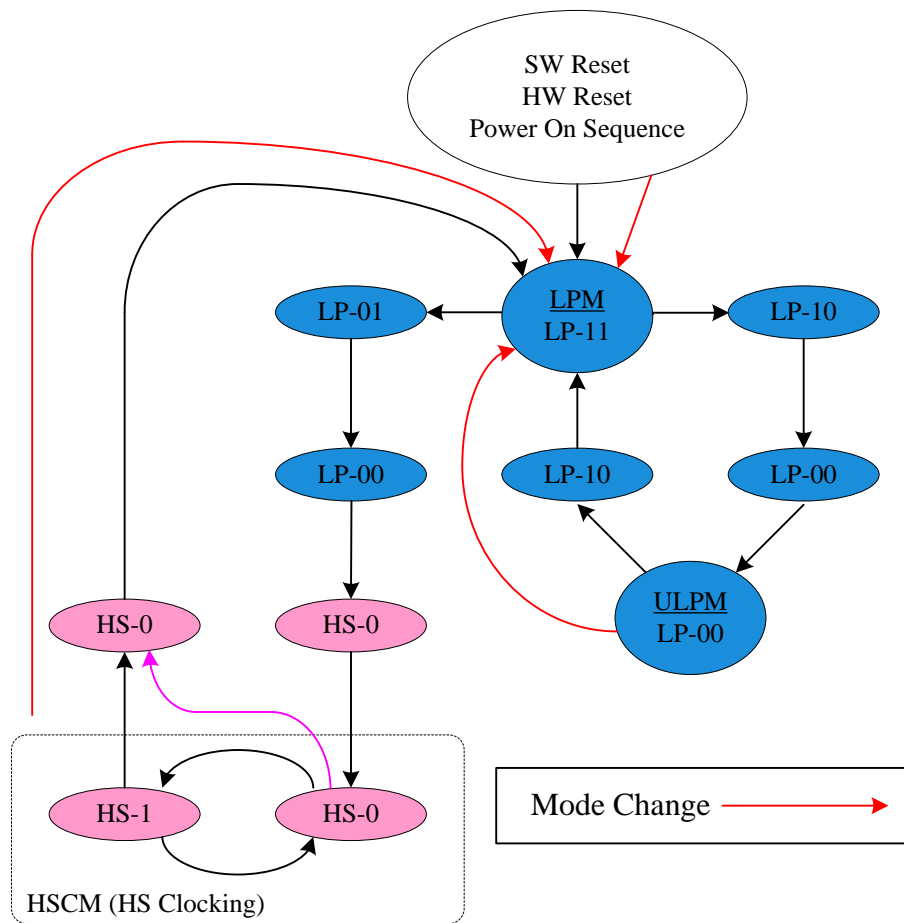 SW Reset
HW Reset
Power On Sequence
LP-01
LPM
LP-11
LP-10
LP-00
LP-10
LP-00
ULPM
LP-00
HS-0
HS-0
HS-1
HS-0
Mode Change
HSCM (HS Clocking)